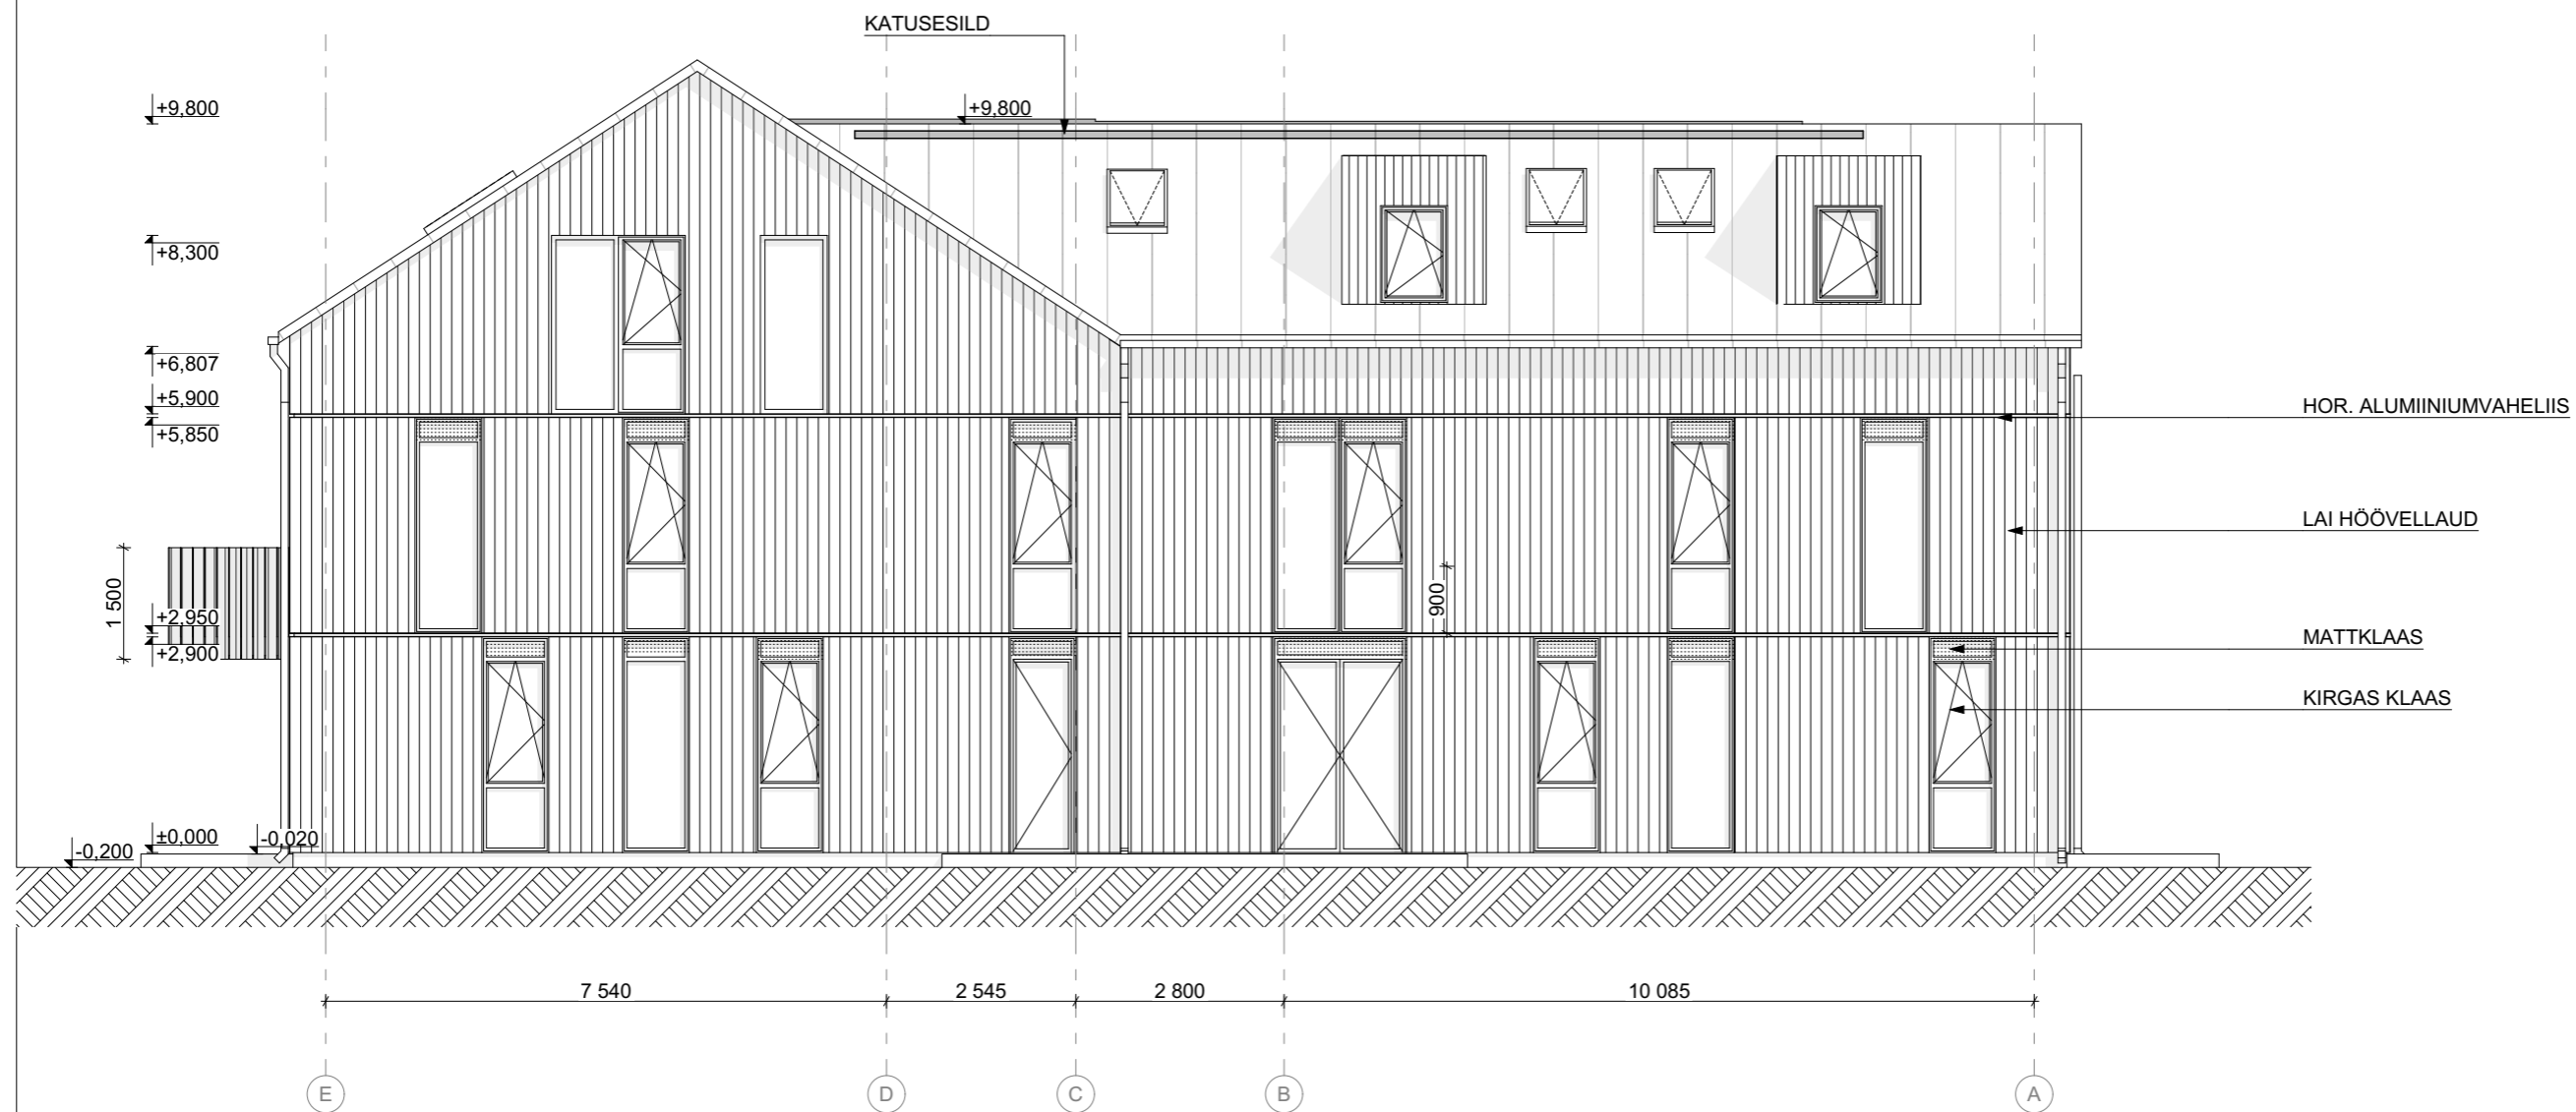 KATUSESILD
+9,800
+9,800
+8,300
+6,807
+5,900
+5,850
HOR. ALUMIINIUMVAHELIIS
LAI HÖÖVELLAUD
1 500
900
+2,950
+2,900
MATTKLAAS
KIRGAS KLAAS
±0,000
-0,020
-0,200
7 540
2 545
2 800
10 085
E
D
C
B
A